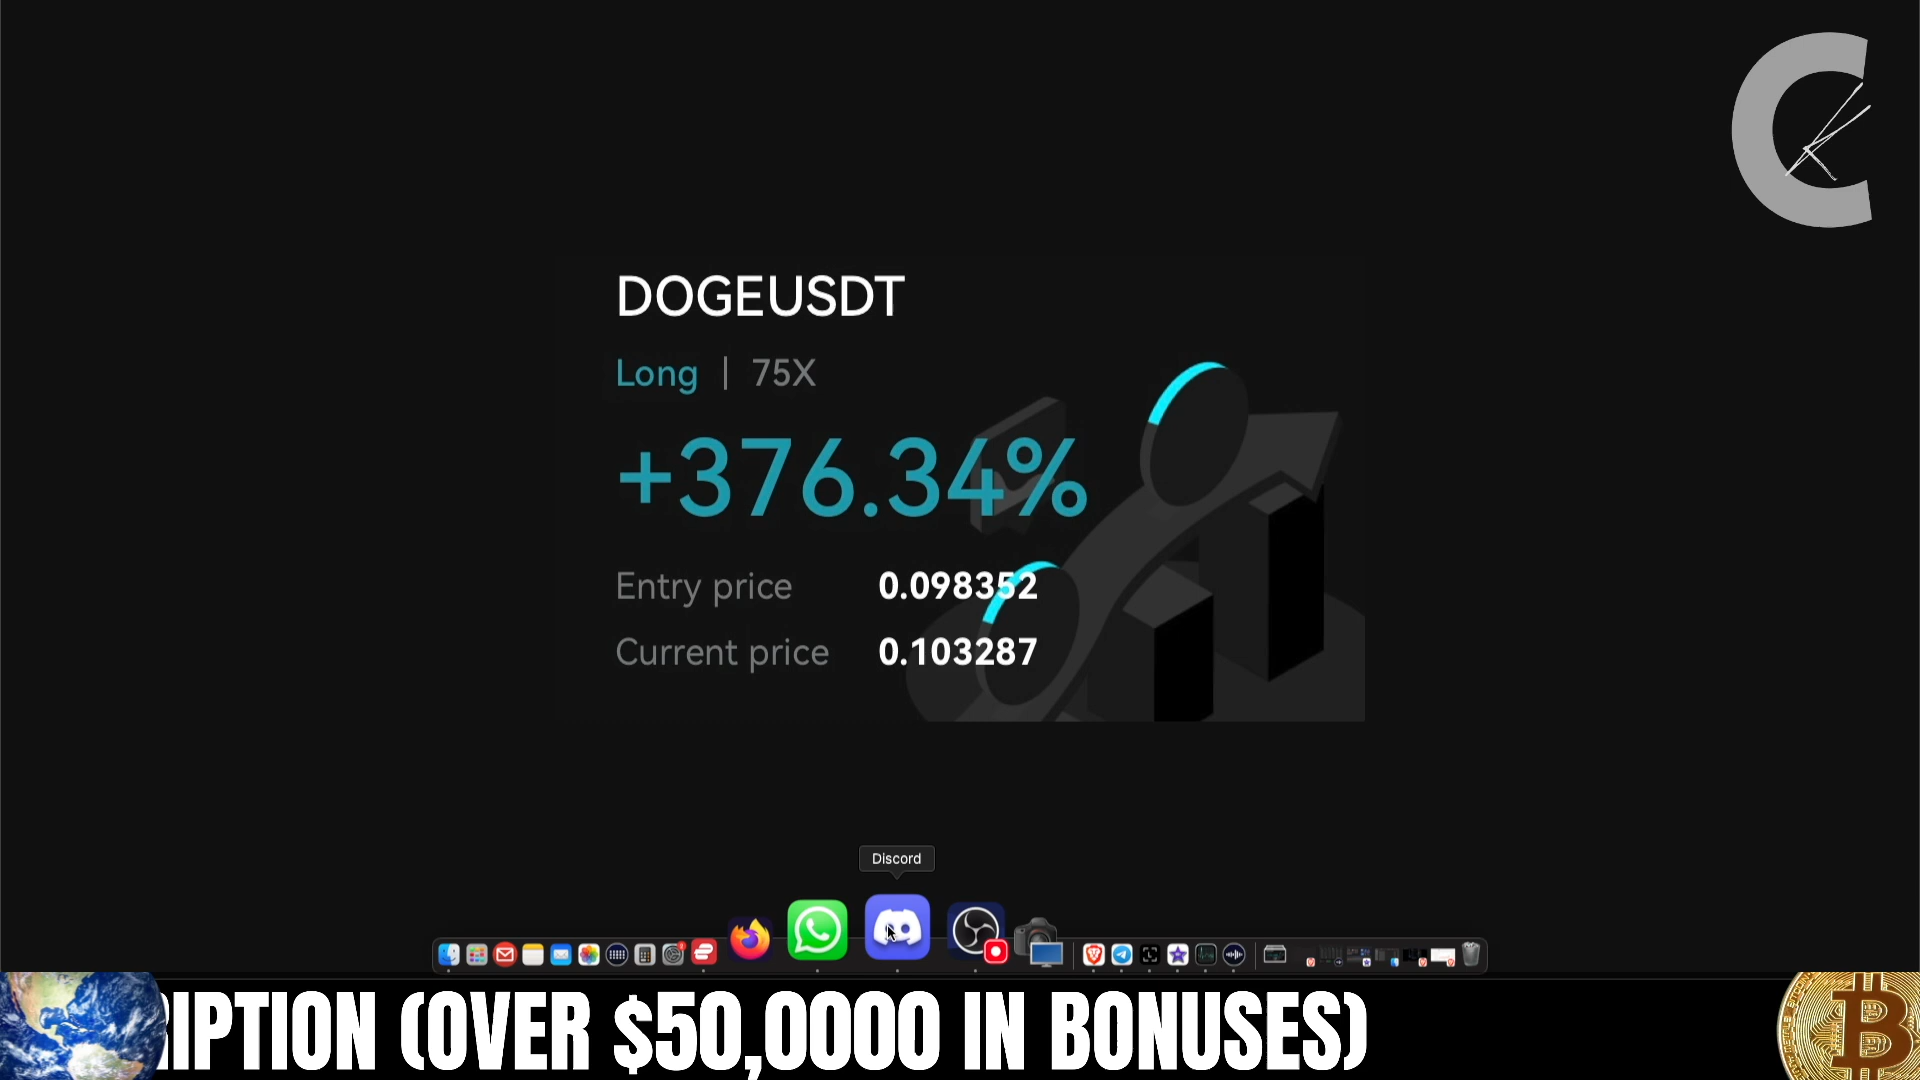 DOGEUSDT
Long | 75X
+376.34%
Entry price 0.098352
Current price 0.103287
Discord
RIPTION (OVER $50,0000 IN BONUSES)